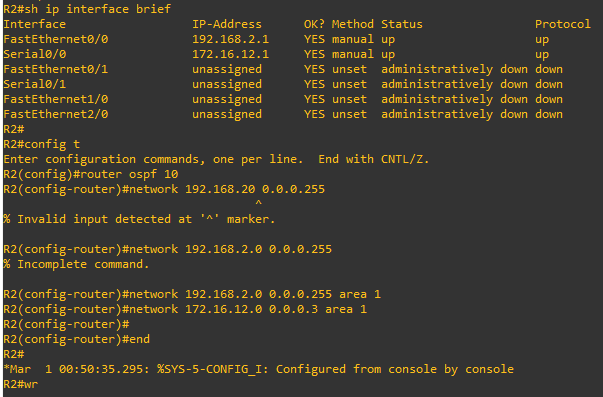 R2#sh ip interface brief
Interface IP-Address OK? Method Status Protocol
FastEthernet0/0 192.168.2.1 YES manual up up
Serial0/0 172.16.12.1 YES manual up up
FastEthernet0/1 unassigned YES unset administratively down down
Serial0/1 unassigned YES unset administratively down down
FastEthernet1/0 unassigned YES unset administratively down down
FastEthernet2/0 unassigned YES unset administratively down down
R2#
R2#config t
Enter configuration commands, one per line. End with CNTL/Z.
R2(config)#router ospf 10
R2(config-router)#network 192.168.20 0.0.0.255
^
% Invalid input detected at '^' marker.
R2(config-router)#network 192.168.2.0 0.0.0.255
% Incomplete command.
R2(config-router)#network 192.168.2.0 0.0.0.255 area 1
R2(config-router)#network 172.16.12.0 0.0.0.3 area 1
R2(config-router)#
R2(config-router)#end
R2#
*Mar 1 00:50:35.295: %SYS-5-CONFIG_I: Configured from console by console
R2#wr